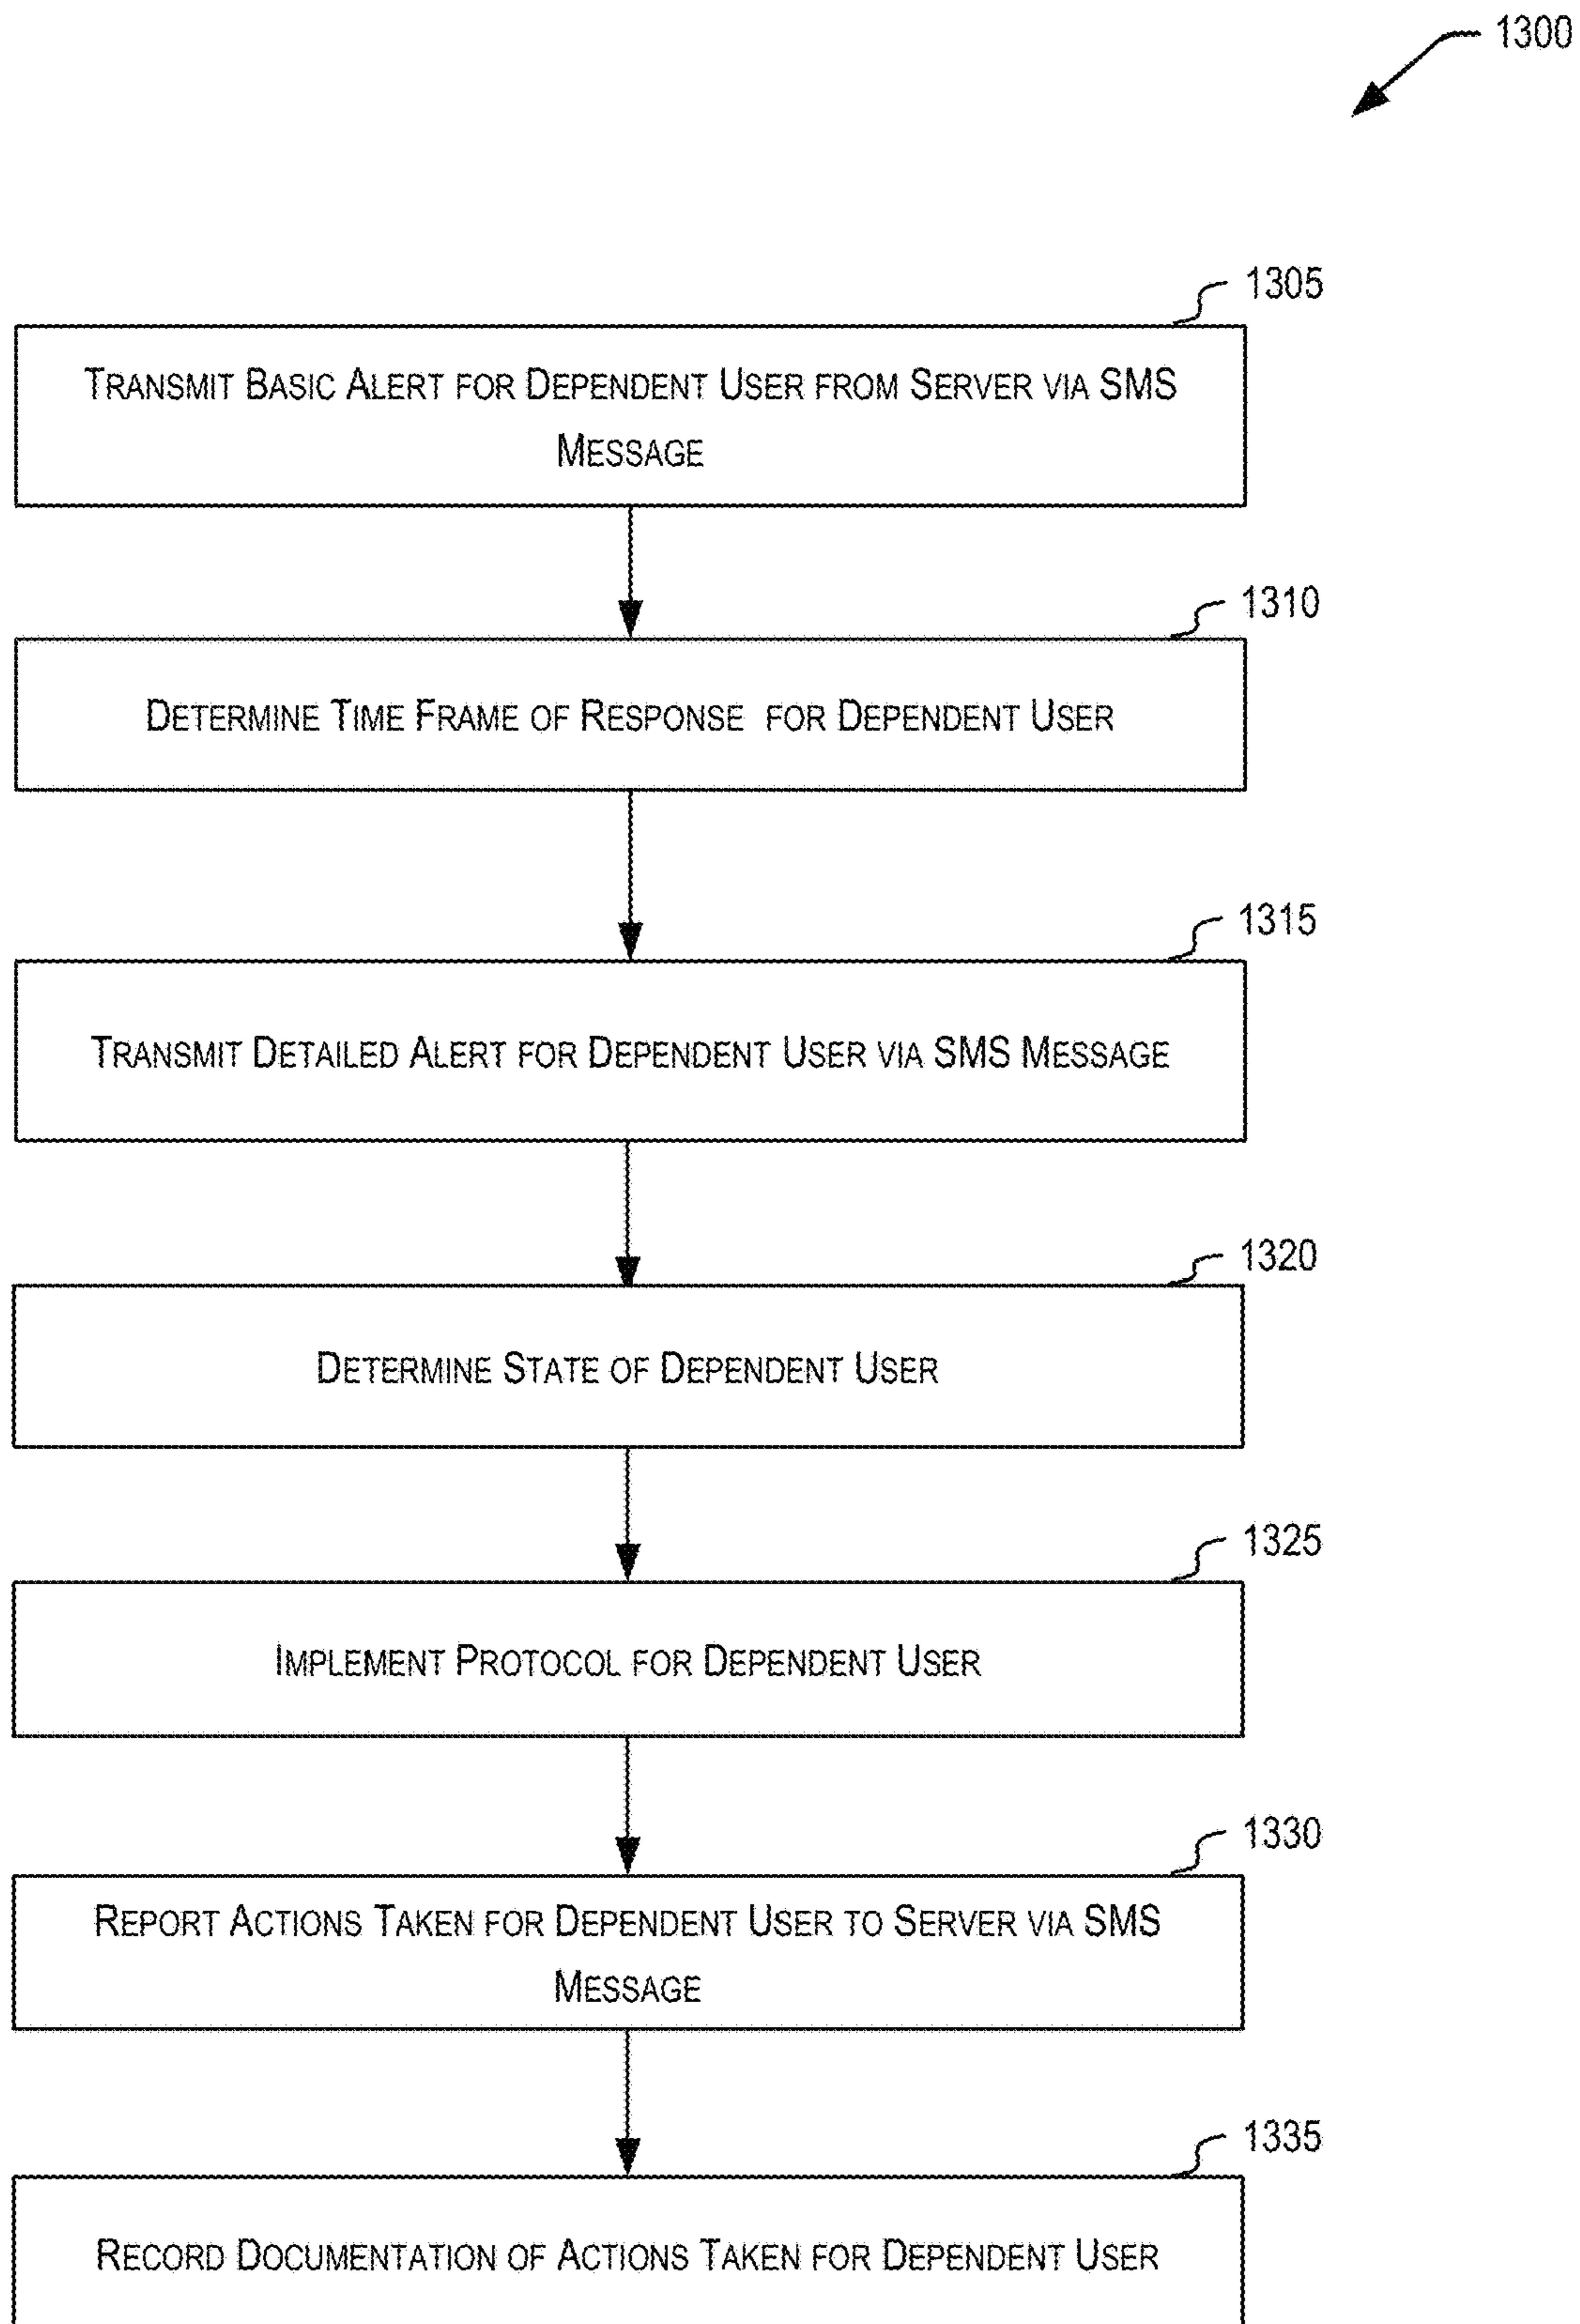 1300
1305
Transmit Basic Alert for Dependent User from Server via SMS
Message
1310
Determine Time Frame of Response for Dependent User
1315
Transmit Detailed Alert for Dependent User via SMS Message
1320
Determine State of Dependent User
1325
Implement Protocol for Dependent User
1330
Report Actions Taken for Dependent User to Server via SMS
Message
1335
Record Documentation of Actions Taken for Dependent User